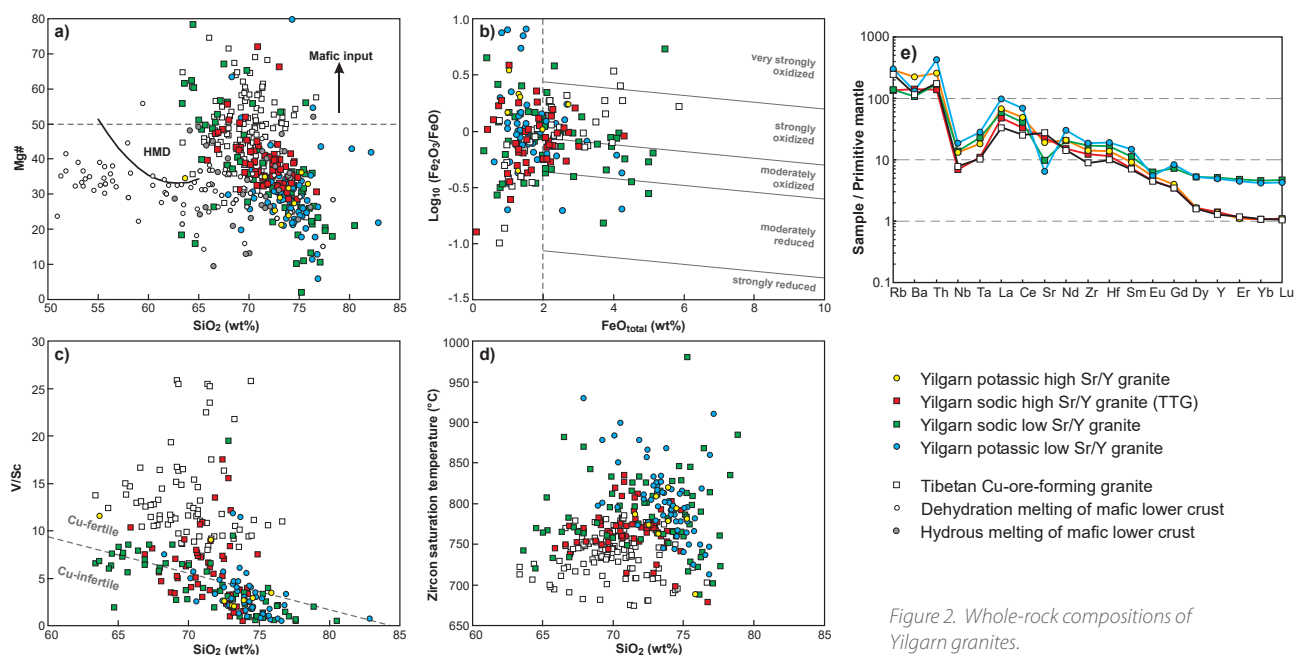 a)
Mafic input
HMD
Mg#
80
70
60
50
40
30
20
10
0
50
55
60
65
70
75
80
85
SiO2 (wt%)
b)
Log10 (Fe2O3/FeO)
1.0
0.5
0
-0.5
-1.0
-1.5
very strongly
oxidized
strongly
oxidized
moderately
oxidized
moderately
reduced
strongly reduced
0
2
4
6
8
10
FeOtotal (wt%)
e)
Sample / Primitive mantle
1000
100
10
1
0.1
Rb Ba Th Nb Ta La Ce Sr Nd Zr Hf Sm Eu Gd Dy Y Er Yb Lu
c)
V/Sc
30
25
20
15
10
5
0
Cu-fertile
Cu-infertile
60
65
70
75
80
85
SiO2 (wt%)
d)
Zircon saturation temperature (°C)
1000
950
900
850
800
750
700
650
60
65
70
75
80
85
SiO2 (wt%)
Yilgarn potassic high Sr/Y granite
Yilgarn sodic high Sr/Y granite (TTG)
Yilgarn sodic low Sr/Y granite
Yilgarn potassic low Sr/Y granite
Tibetan Cu-ore-forming granite
Dehydration melting of mafic lower crust
Hydrous melting of mafic lower crust
Figure 2. Whole-rock compositions of
Yilgarn granites.